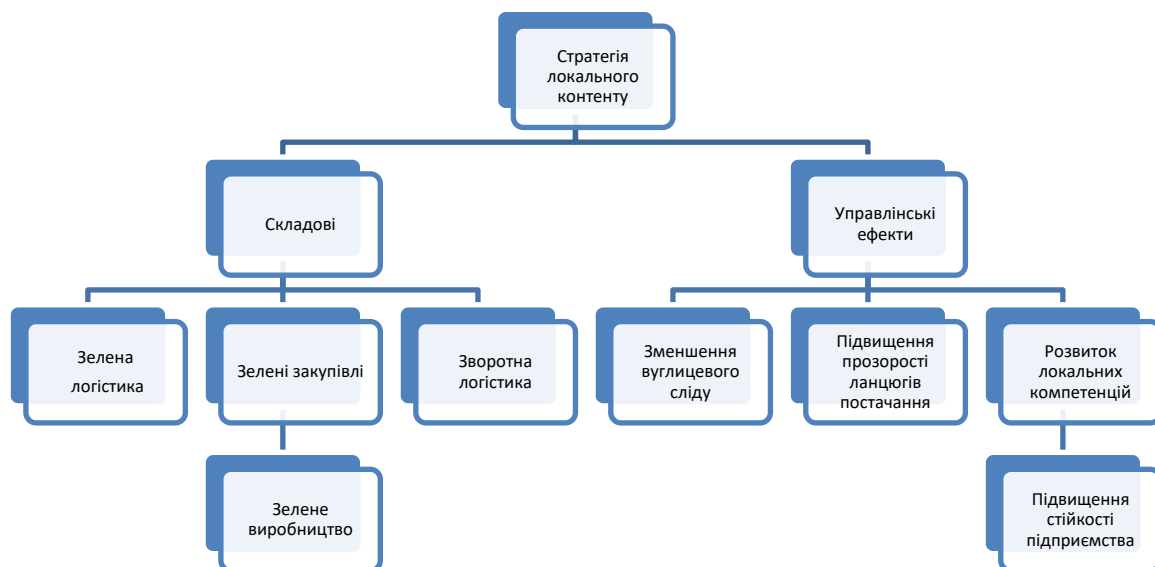 Стратегія
локального
контенту
Складові
Управлінські
ефекти
Зелена
логістика
Зелені закупівлі
Зворотна
логістика
Зменшення
вуглицевого
сліду
Підвищення
прозорості
ланцюгів
постачання
Розвиток
локальних
компетенцій
Зелене
виробництво
Підвищення
стійкості
підприємства